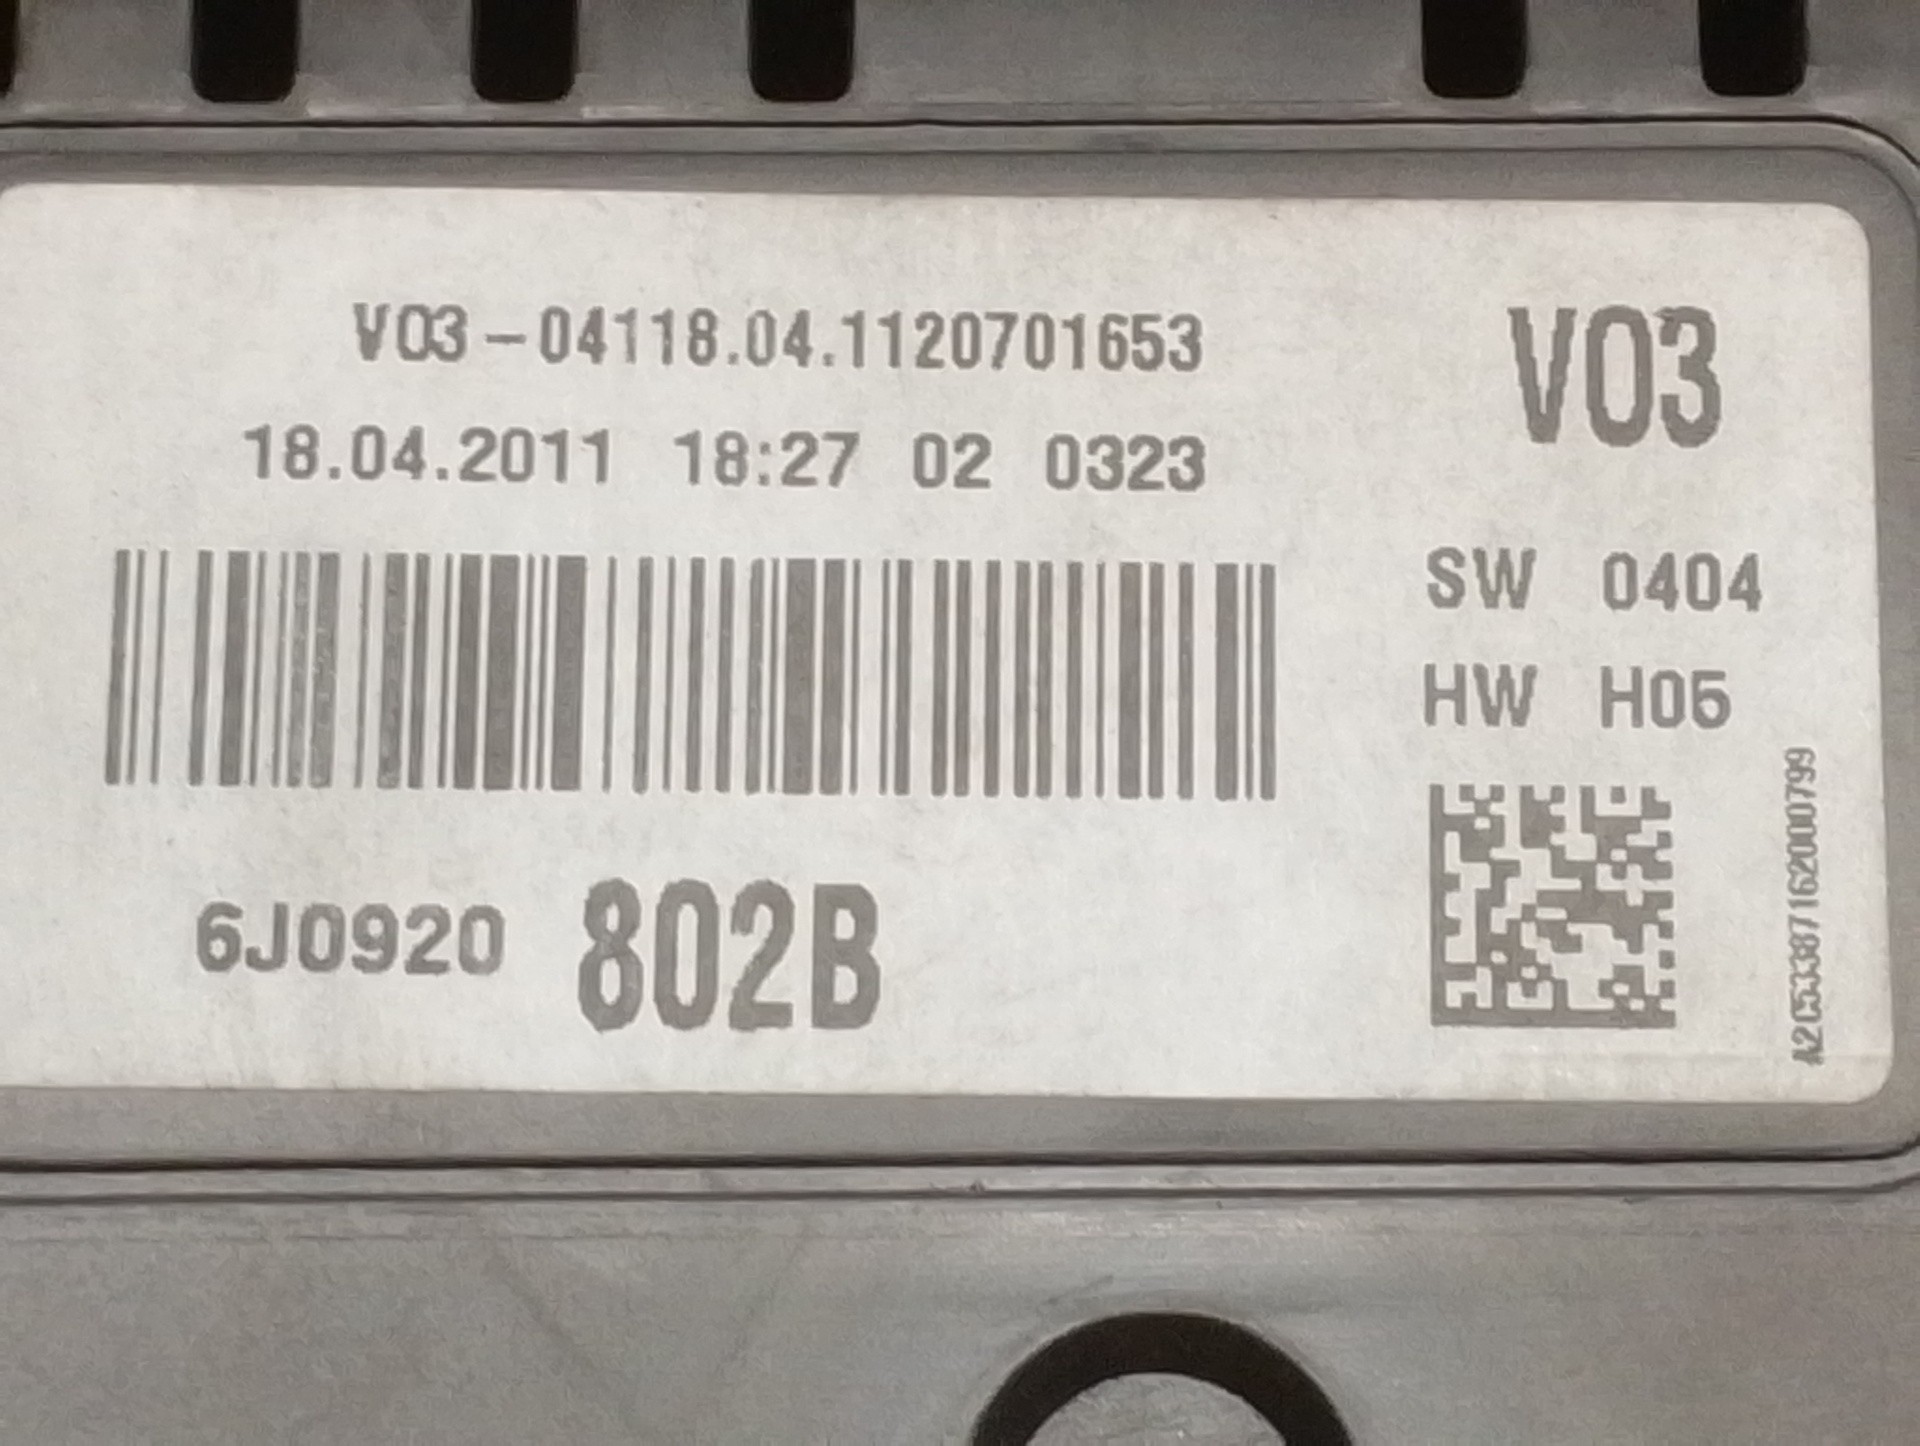 V03-04118.04.1120701653
18.04.2011 18:27 02 0323
V03
SW 0404
HW H05
6J0920 802B
A2C53387162000799